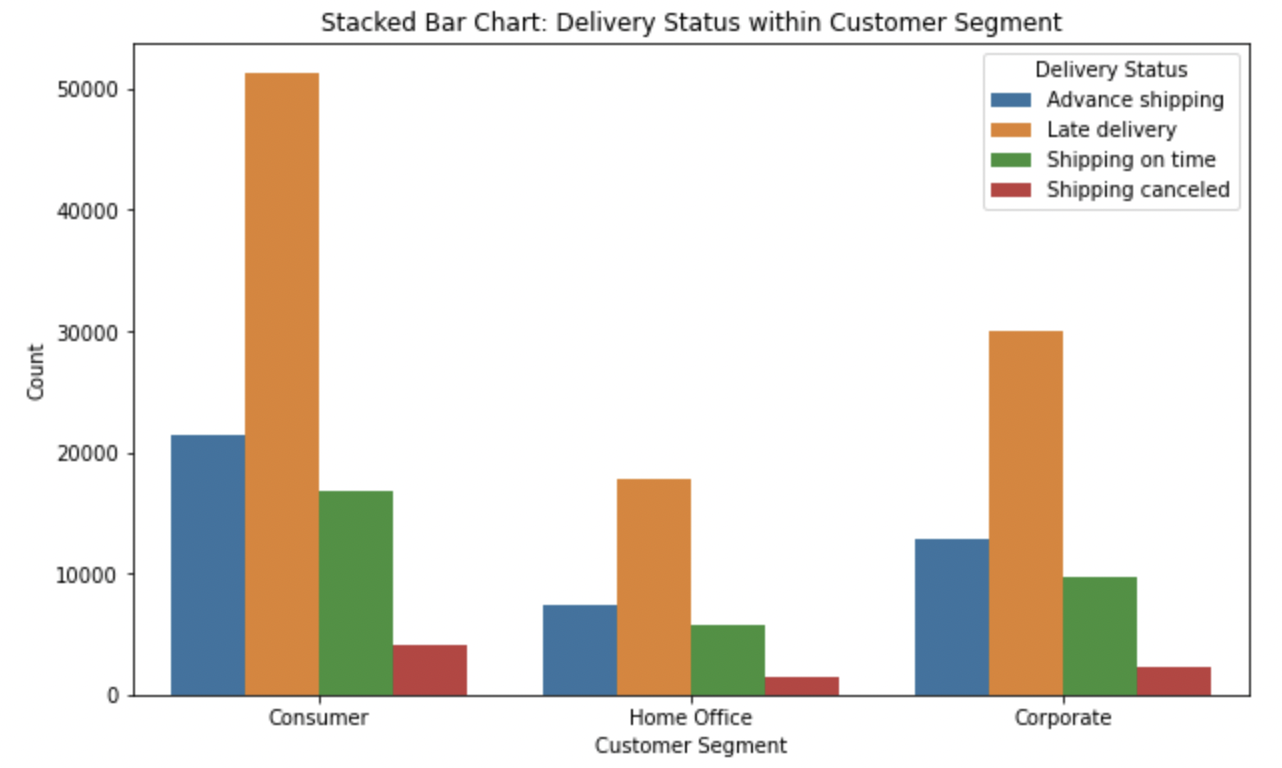 Stacked Bar Chart: Delivery Status within Customer Segment
Delivery Status
Advance shipping
Late delivery
Shipping on time
Shipping canceled
Count
50000
40000
30000
20000
10000
0
Consumer
Home Office
Corporate
Customer Segment